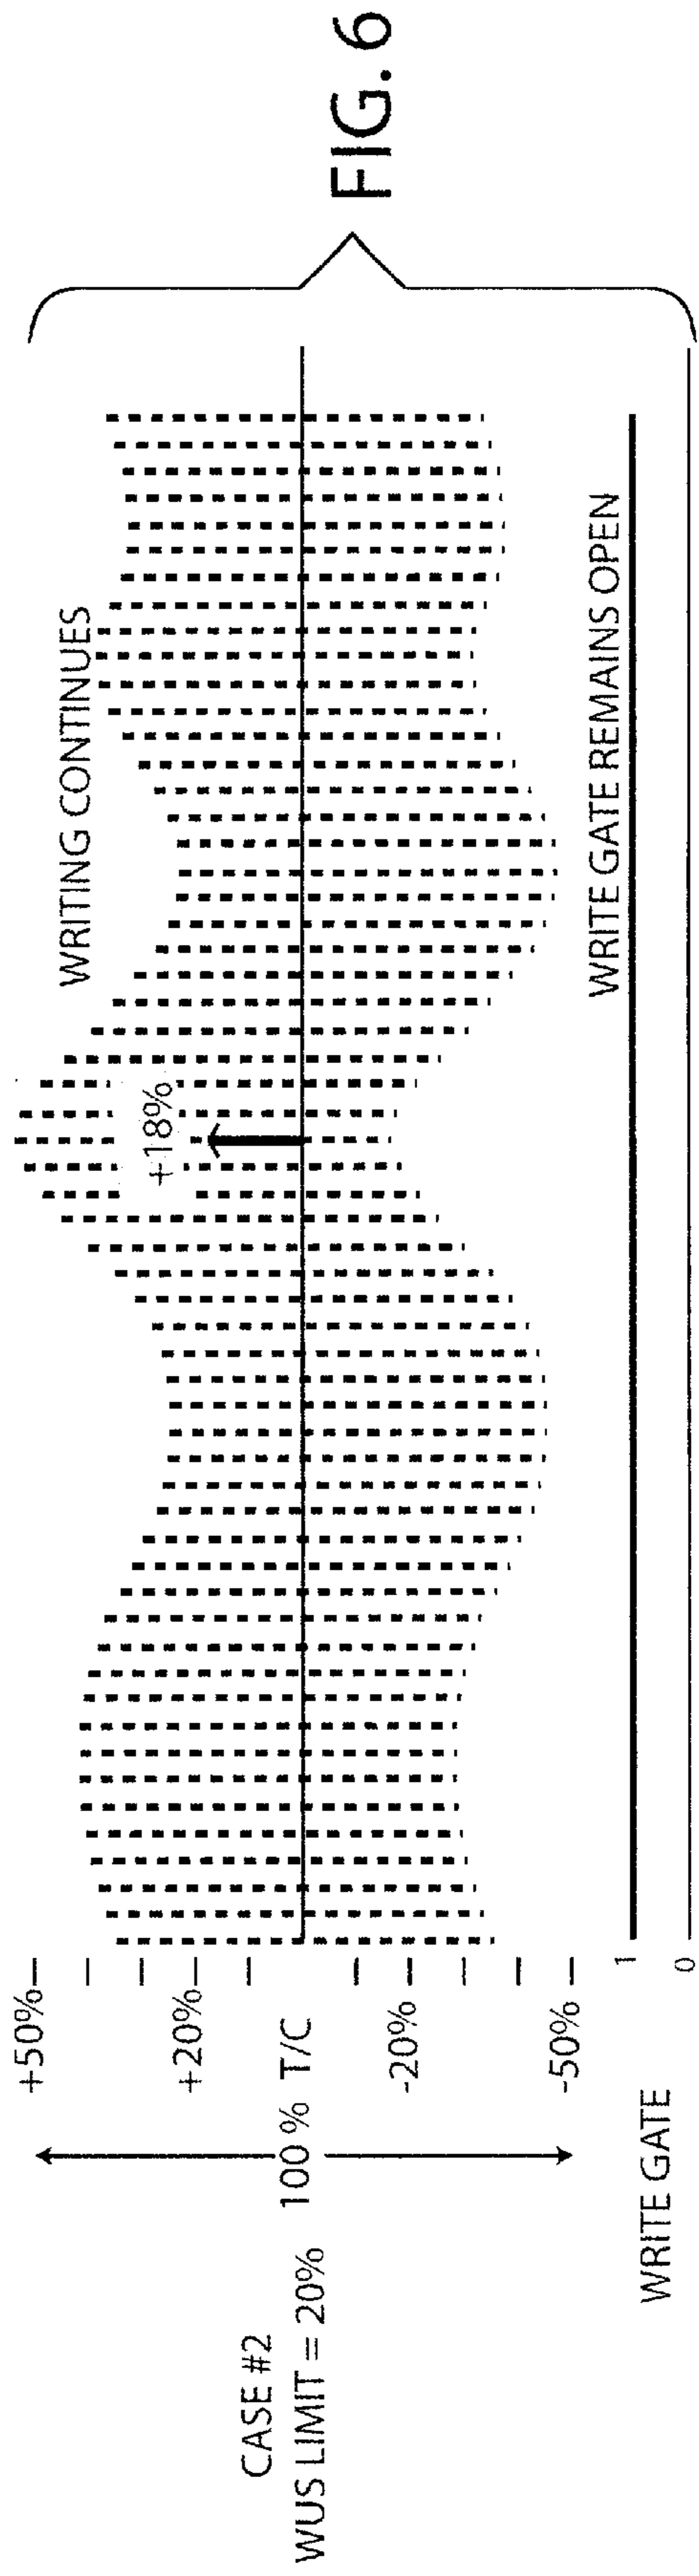 FIG. 6
WRITING CONTINUES
+18%
WRITE GATE REMAINS OPEN
+50%
+20%
100 % T/C
-20%
-50%
1
0
CASE #2
WUS LIMIT = 20%
WRITE GATE